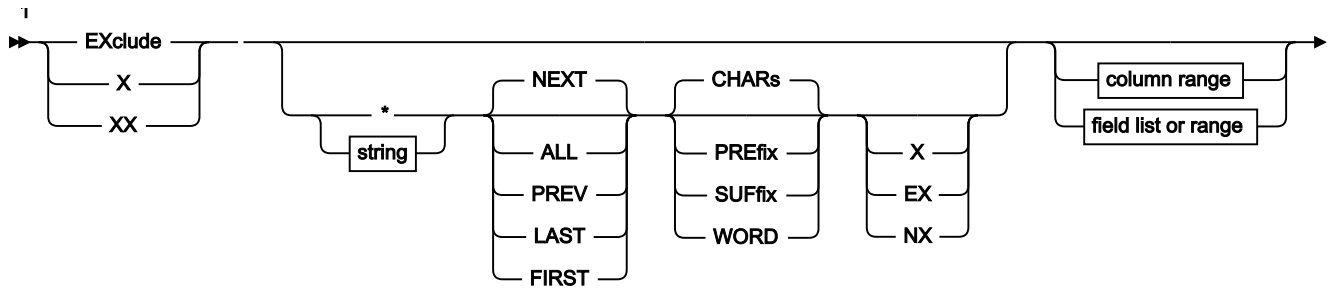 EXclude
X
XX
*
string
NEXT
ALL
PREV
LAST
FIRST
CHARs
PREfix
SUFfix
WORD
X
EX
NX
column range
field list or range